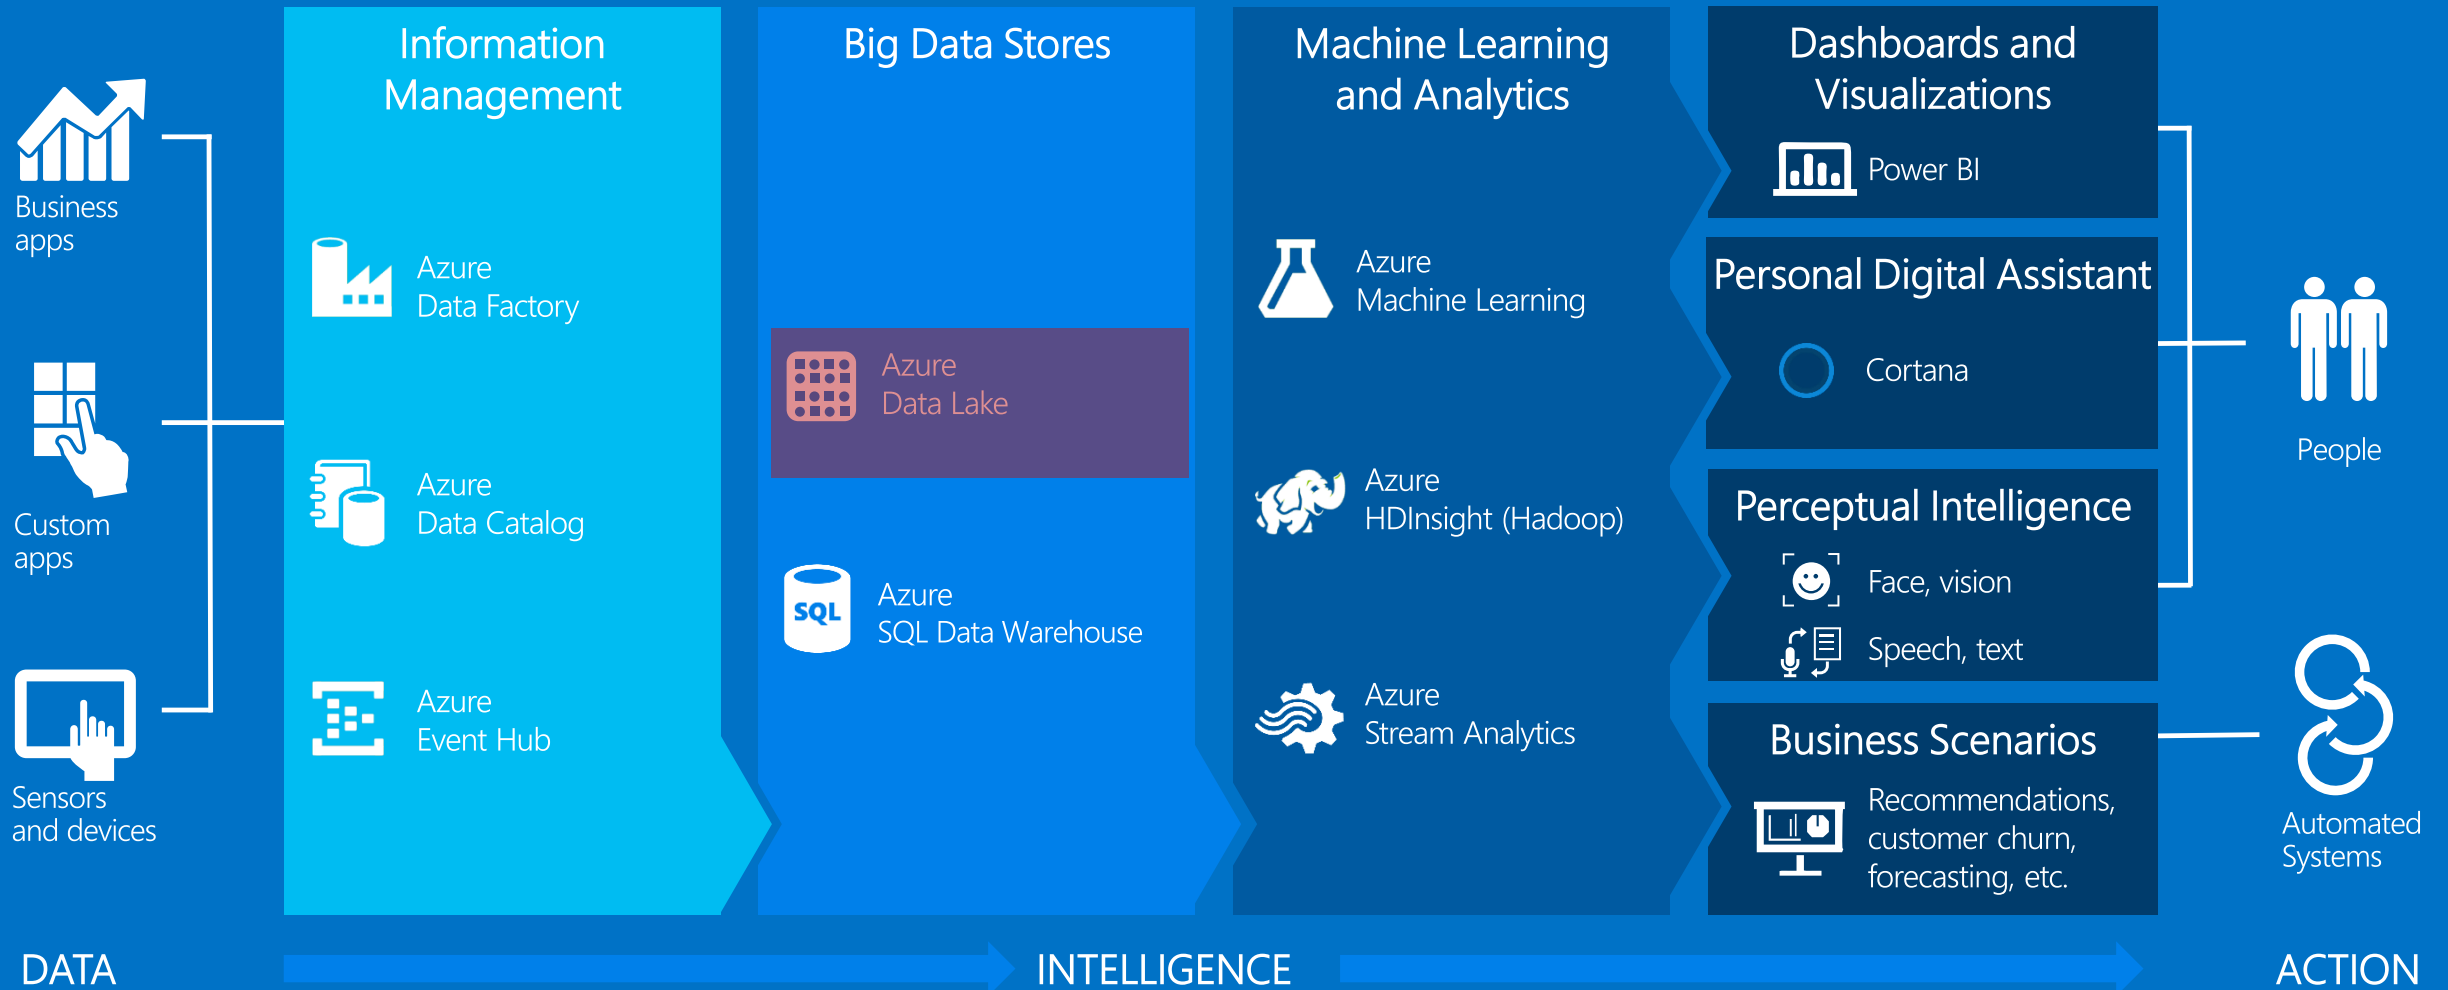 Business
apps
Custom
apps
Sensors
and devices
Information
Management
Azure
Data Factory
Azure
Data Catalog
Azure
Event Hub
Big Data Stores
Azure
Data Lake
SQL
Azure
SQL Data Warehouse
Machine Learning
and Analytics
Azure
Machine Learning
Azure
HDInsight (Hadoop)
Azure
Stream Analytics
Dashboards and
Visualizations
Power BI
Personal Digital Assistant
Cortana
Perceptual Intelligence
Face, vision
Speech, text
Business Scenarios
Recommendations,
customer churn,
forecasting, etc.
People
Automated
Systems
DATA
INTELLIGENCE
ACTION